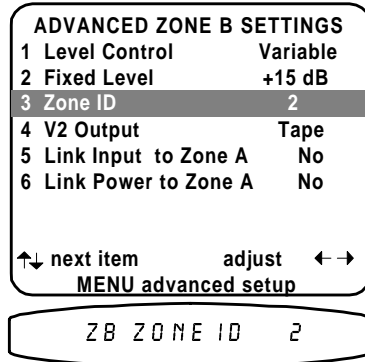 ADVANCED ZONE B SETTINGS
1 Level Control Variable
2 Fixed Level +15 dB
3 Zone ID 2
4 V2 Output Tape
5 Link Input to Zone A No
6 Link Power to Zone A No
↑↓ next item adjust ←→
MENU advanced setup
ZB ZONE ID 2